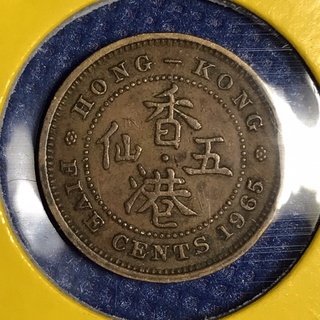 HONG - KONG
香港
五仙
FIVE CENTS 1965